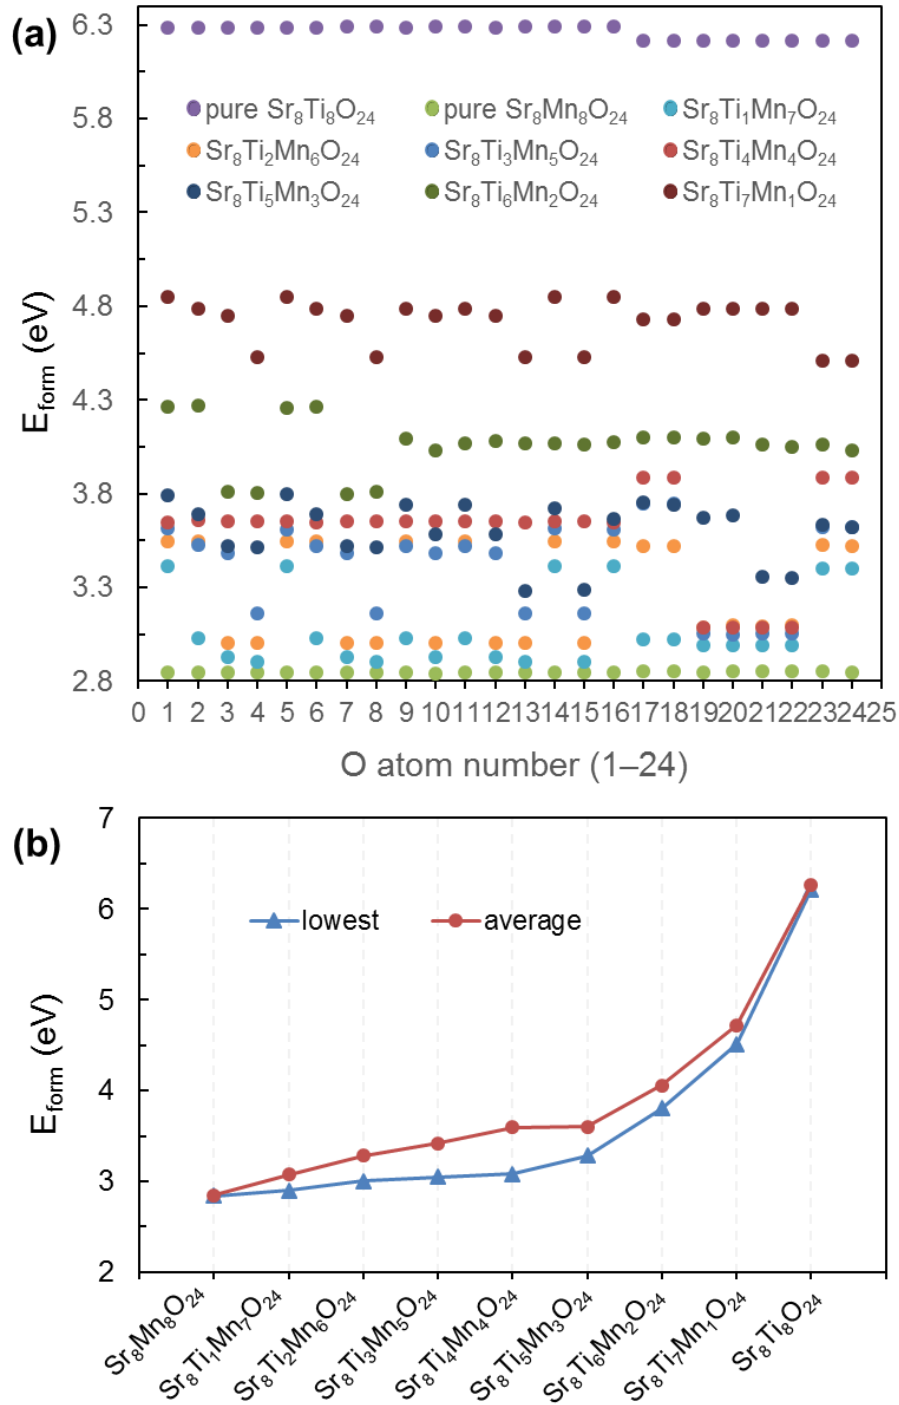 (a)
6.3
5.8
5.3
4.8
4.3
3.8
3.3
2.8
E_form (eV)
pure Sr₈Ti₈O₂₄ pure Sr₈Mn₈O₂₄ Sr₈Ti₁Mn₇O₂₄
Sr₈Ti₂Mn₆O₂₄ Sr₈Ti₃Mn₅O₂₄ Sr₈Ti₄Mn₄O₂₄
Sr₈Ti₅Mn₃O₂₄ Sr₈Ti₆Mn₂O₂₄ Sr₈Ti₇Mn₁O₂₄
0 1 2 3 4 5 6 7 8 9 10 11 12 13 14 15 16 17 18 19 20 21 22 23 24 25
O atom number (1–24)
(b)
7
6
5
4
3
2
E_form (eV)
lowest average
Sr₈Mn₈O₂₄
Sr₈Ti₁Mn₇O₂₄
Sr₈Ti₂Mn₆O₂₄
Sr₈Ti₃Mn₅O₂₄
Sr₈Ti₄Mn₄O₂₄
Sr₈Ti₅Mn₃O₂₄
Sr₈Ti₆Mn₂O₂₄
Sr₈Ti₇Mn₁O₂₄
Sr₈Ti₈O₂₄